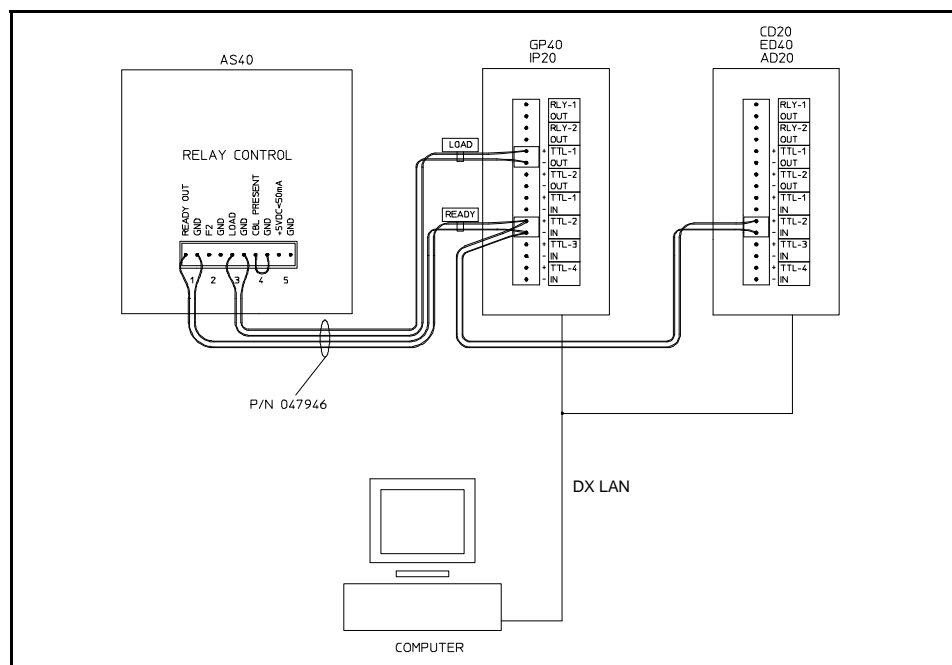 AS40
RELAY CONTROL
READY OUT
GND
F2
GND
LOAD
GND
CBL PRESENT
GND
+5VDC<50mA
GND
1 2 3 4 5
P/N 047946
LOAD
READY
GP40
IP20
RLY-1
OUT
RLY-2
OUT
+ TTL-1
- OUT
+ TTL-2
- OUT
+ TTL-1
- IN
+ TTL-2
- IN
+ TTL-3
- IN
+ TTL-4
- IN
CD20
ED40
AD20
RLY-1
OUT
RLY-2
OUT
+ TTL-1
- OUT
+ TTL-2
- OUT
+ TTL-1
- IN
+ TTL-2
- IN
+ TTL-3
- IN
+ TTL-4
- IN
DX LAN
COMPUTER